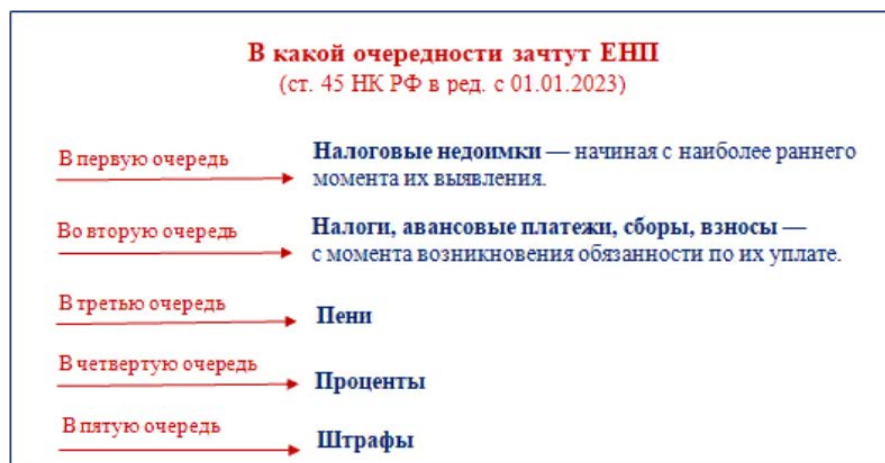 В какой очередности зачтут ЕНП
(ст. 45 НК РФ в ред. с 01.01.2023)
В первую очередь
Налоговые недоимки — начиная с наиболее раннего
момента их выявления.
Во вторую очередь
Налоги, авансовые платежи, сборы, взносы —
с момента возникновения обязанности по их уплате.
В третью очередь
Пени
В четвертую очередь
Проценты
В пятую очередь
Штрафы